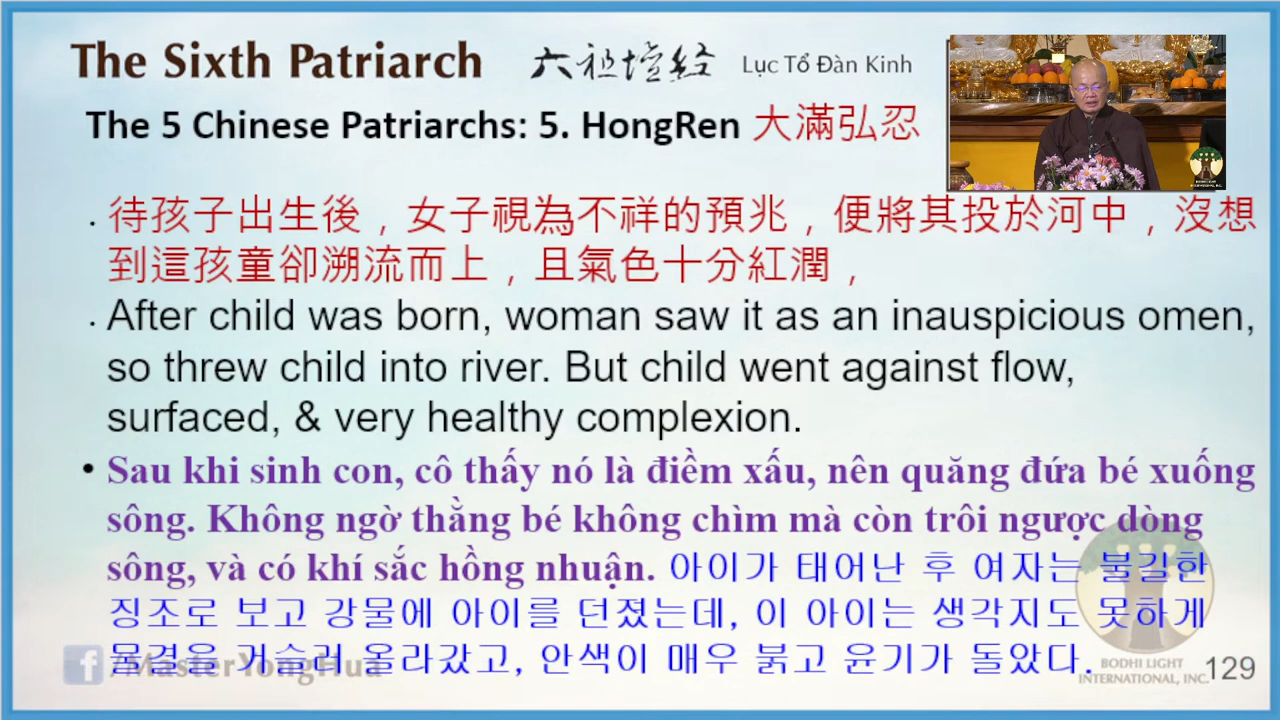 The Sixth Patriarch 六祖壇经 Lục Tổ Đàn Kinh
The 5 Chinese Patriarchs: 5. HongRen 大滿弘忍
• 待孩子出生後，女子視為不祥的預兆，便將其投於河中，沒想
到這孩童卻溯流而上，且氣色十分紅潤，
• After child was born, woman saw it as an inauspicious omen,
so threw child into river. But child went against flow,
surfaced, & very healthy complexion.
• Sau khi sinh con, cô thấy nó là điềm xấu, nên quăng đứa bé xuống
sông. Không ngờ thằng bé không chìm mà còn trôi ngược dòng
sông, và có khí sắc hồng nhuận. 아이가 태어난 후 여자는 불길한
징조로 보고 강물에 아이를 던졌는데, 이 아이는 생각지도 못하게
물결을 거슬러 올라갔고, 안색이 매우 붉고 윤기가 돌았다.
f /MasterYongHua
BODHI LIGHT
INTERNATIONAL, INC.
129
BODHI LIGHT
INTERNATIONAL, INC.